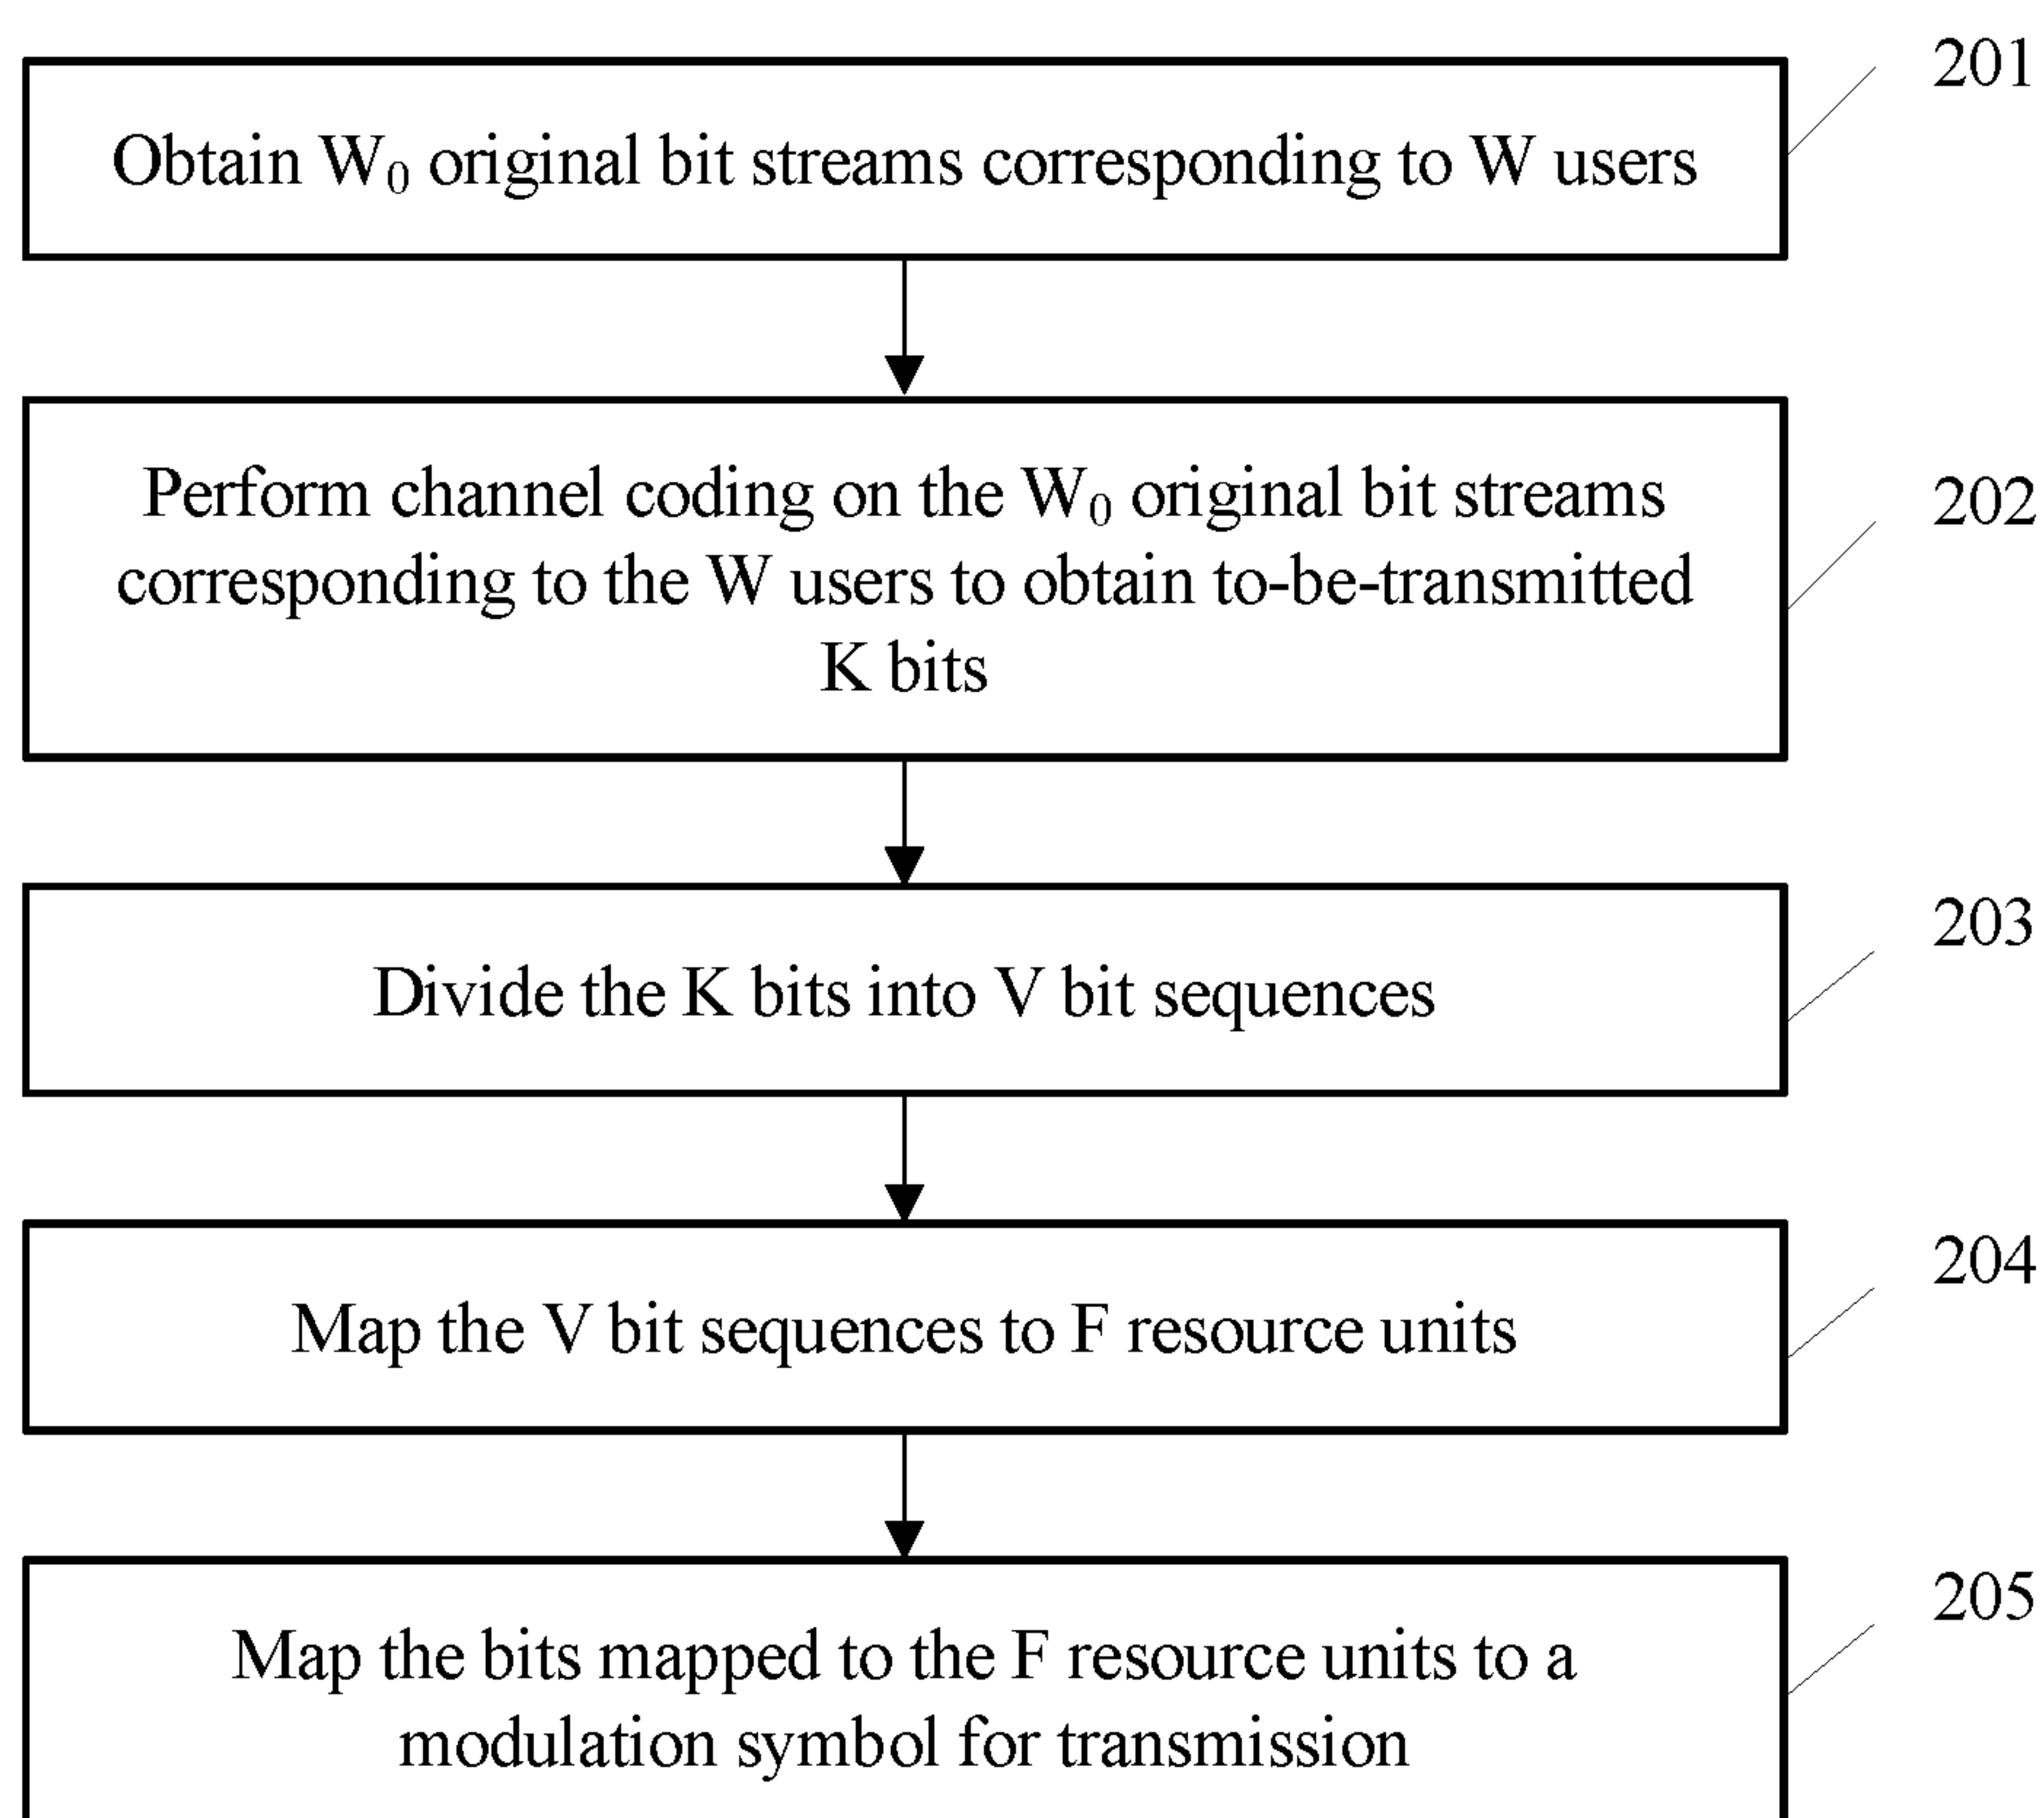 201
Obtain W₀ original bit streams corresponding to W users
202
Perform channel coding on the W₀ original bit streams
corresponding to the W users to obtain to-be-transmitted
K bits
203
Divide the K bits into V bit sequences
204
Map the V bit sequences to F resource units
205
Map the bits mapped to the F resource units to a
modulation symbol for transmission